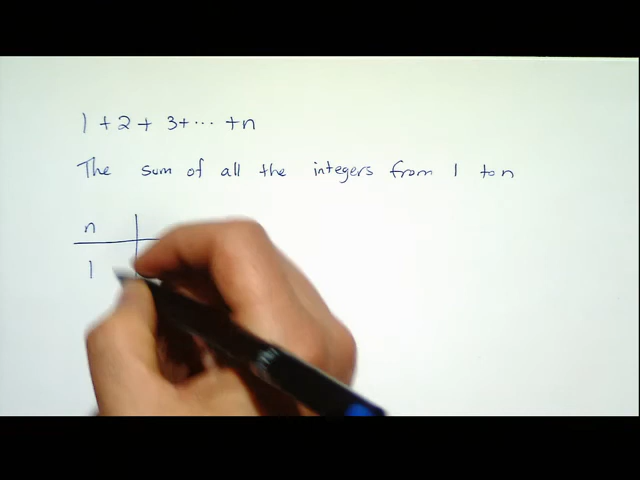 1 + 2 + 3 + ... + n
The sum of all the integers from 1 to n
n
1